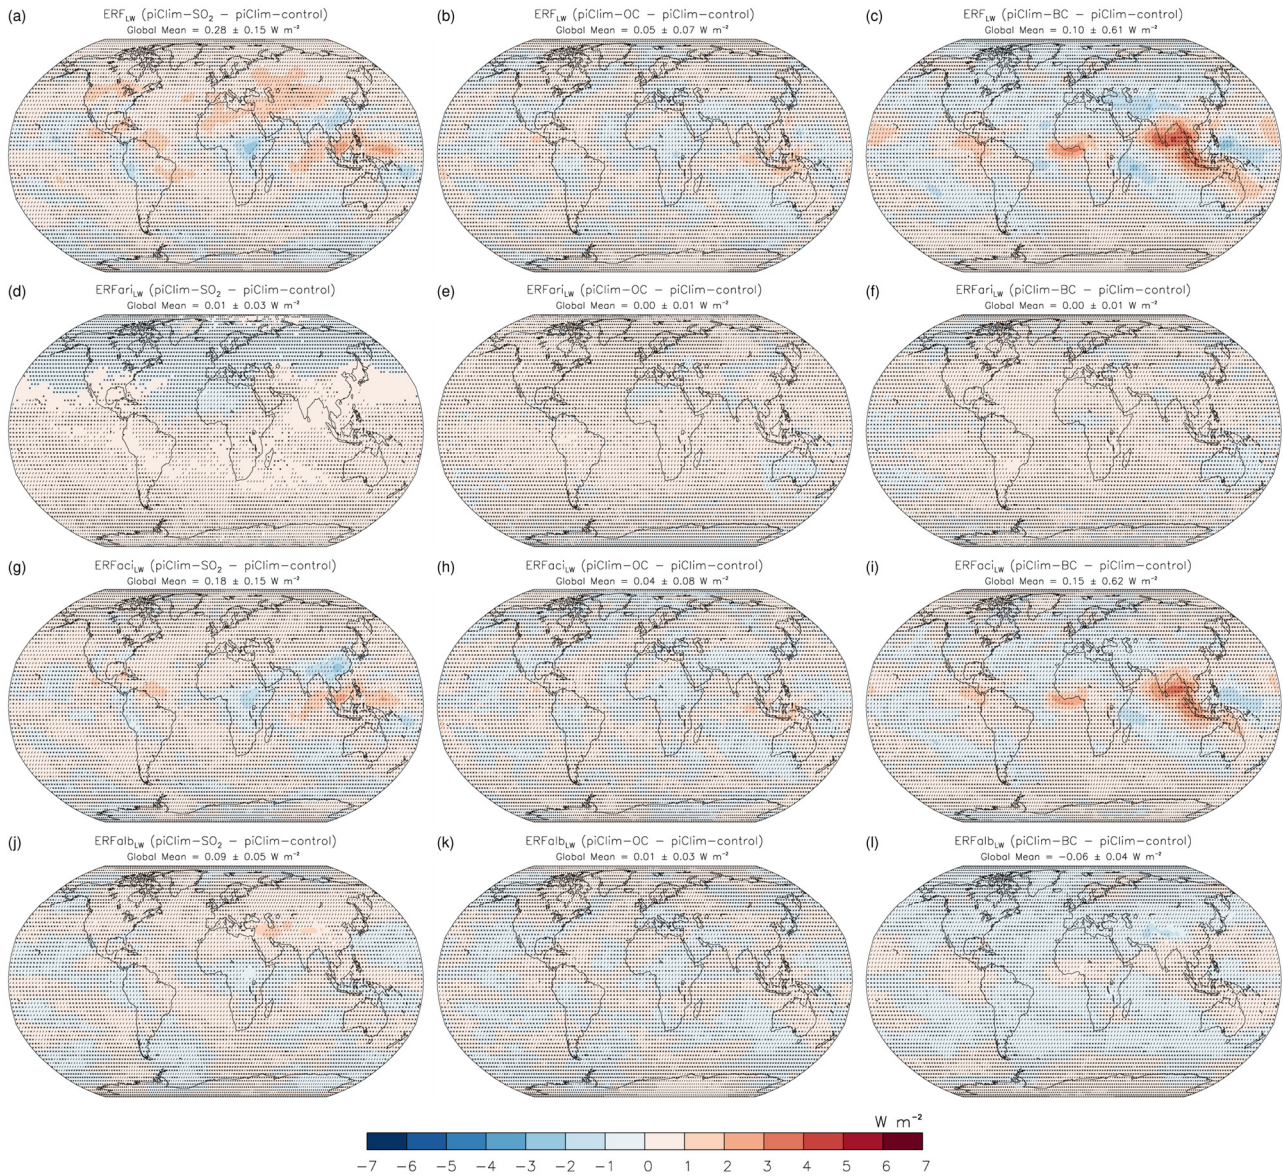 (a) ERF_LW (piClim-SO₂ - piClim-control)
Global Mean = 0.28 ± 0.15 W m⁻²
(b) ERF_LW (piClim-OC - piClim-control)
Global Mean = 0.05 ± 0.07 W m⁻²
(c) ERF_LW (piClim-BC - piClim-control)
Global Mean = 0.10 ± 0.61 W m⁻²
(d) ERFari_LW (piClim-SO₂ - piClim-control)
Global Mean = 0.01 ± 0.03 W m⁻²
(e) ERFari_LW (piClim-OC - piClim-control)
Global Mean = 0.00 ± 0.01 W m⁻²
(f) ERFari_LW (piClim-BC - piClim-control)
Global Mean = 0.00 ± 0.01 W m⁻²
(g) ERFaci_LW (piClim-SO₂ - piClim-control)
Global Mean = 0.18 ± 0.15 W m⁻²
(h) ERFaci_LW (piClim-OC - piClim-control)
Global Mean = 0.04 ± 0.08 W m⁻²
(i) ERFaci_LW (piClim-BC - piClim-control)
Global Mean = 0.15 ± 0.62 W m⁻²
(j) ERFalb_LW (piClim-SO₂ - piClim-control)
Global Mean = 0.09 ± 0.05 W m⁻²
(k) ERFalb_LW (piClim-OC - piClim-control)
Global Mean = 0.01 ± 0.03 W m⁻²
(l) ERFalb_LW (piClim-BC - piClim-control)
Global Mean = -0.06 ± 0.04 W m⁻²
W m⁻²
-7 -6 -5 -4 -3 -2 -1 0 1 2 3 4 5 6 7